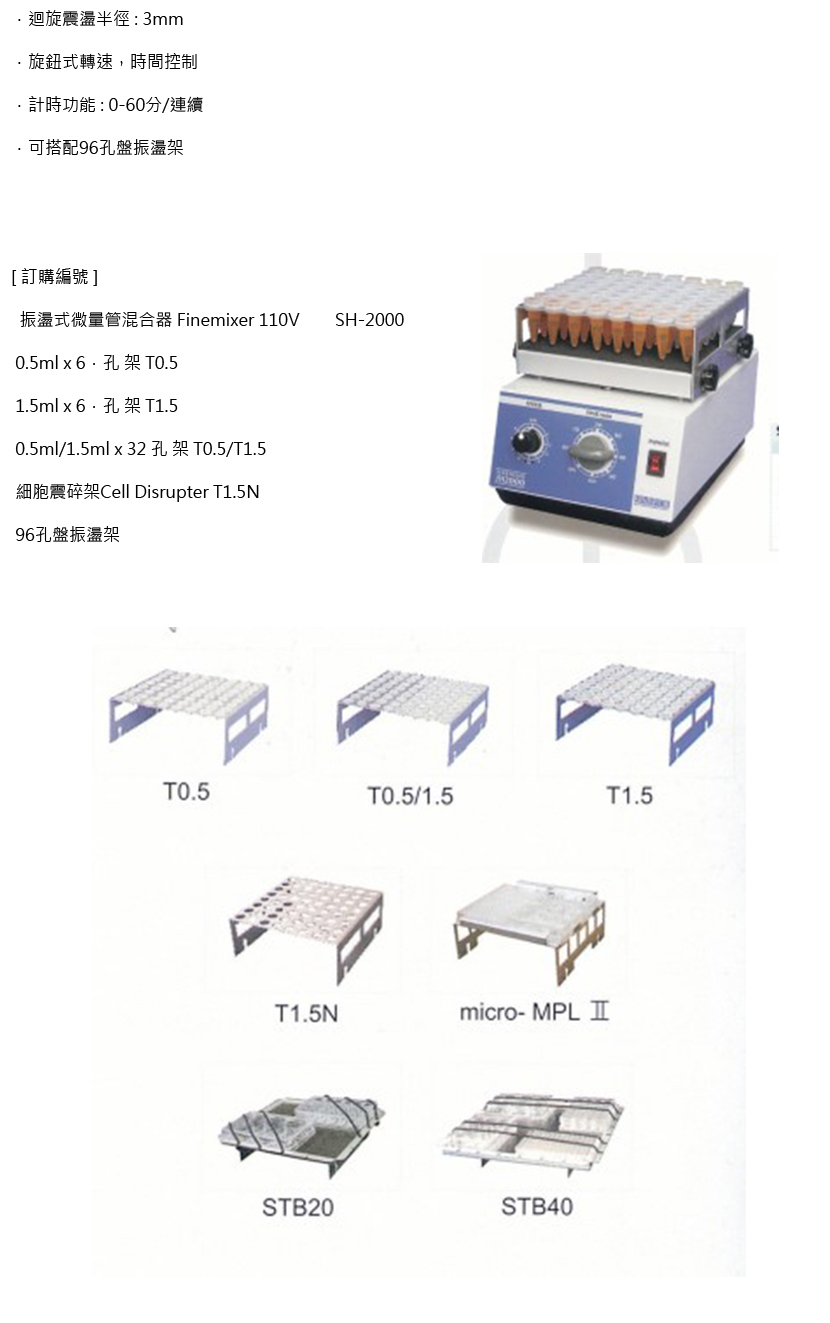 · 迴旋震盪半徑 : 3mm
· 旋鈕式轉速，時間控制
· 計時功能 : 0-60分/連續
· 可搭配96孔盤振盪架
[ 訂購編號 ]
振盪式微量管混合器 Finemixer 110V SH-2000
0.5ml x 6 · 孔 架 T0.5
1.5ml x 6 · 孔 架 T1.5
0.5ml/1.5ml x 32 孔 架 T0.5/T1.5
細胞震碎架Cell Disrupter T1.5N
96孔盤振盪架
T0.5
T0.5/1.5
T1.5
T1.5N
micro- MPL Ⅱ
STB20
STB40